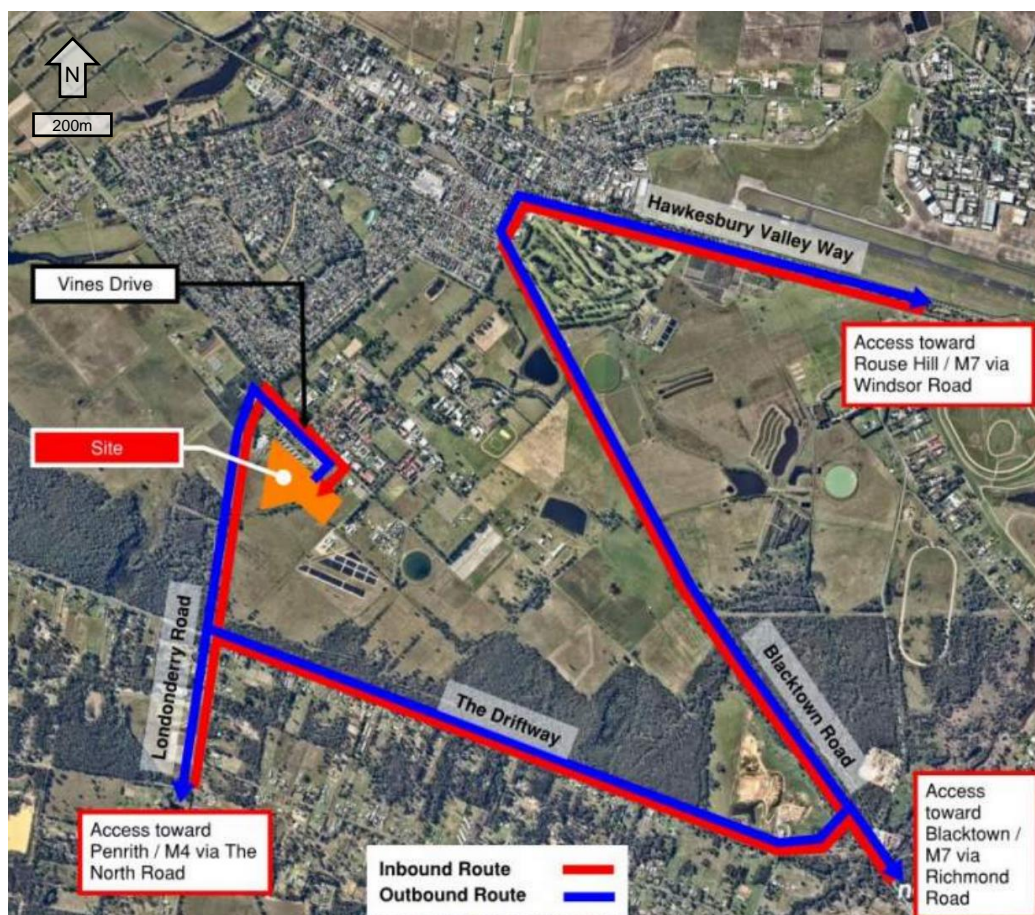 N
200m
Hawkesbury Valley Way
Vines Drive
Access toward
Rouse Hill / M7 via
Windsor Road
Site
Londonderry Road
The Driftway
Blacktown Road
Access toward
Penrith / M4 via The
North Road
Inbound Route
Outbound Route
Access
toward
Blacktown /
M7 via
Richmond
Road
n